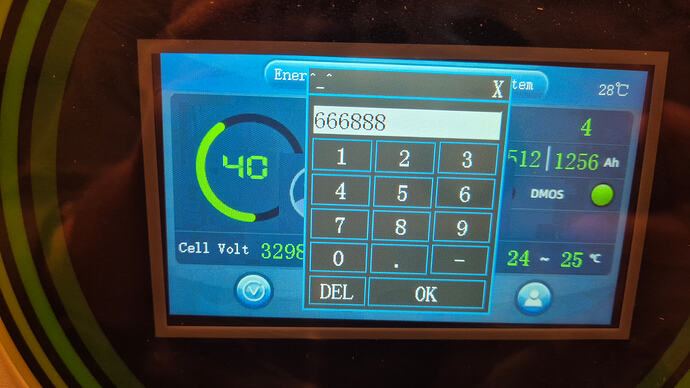 Ener
tem
28℃
^ ^
_
X
666888
1 2 3
4 5 6
7 8 9
0 . -
DEL OK
40
4
512|1256 Ah
DMOS
Cell Volt 3298
24 ~ 25 ℃